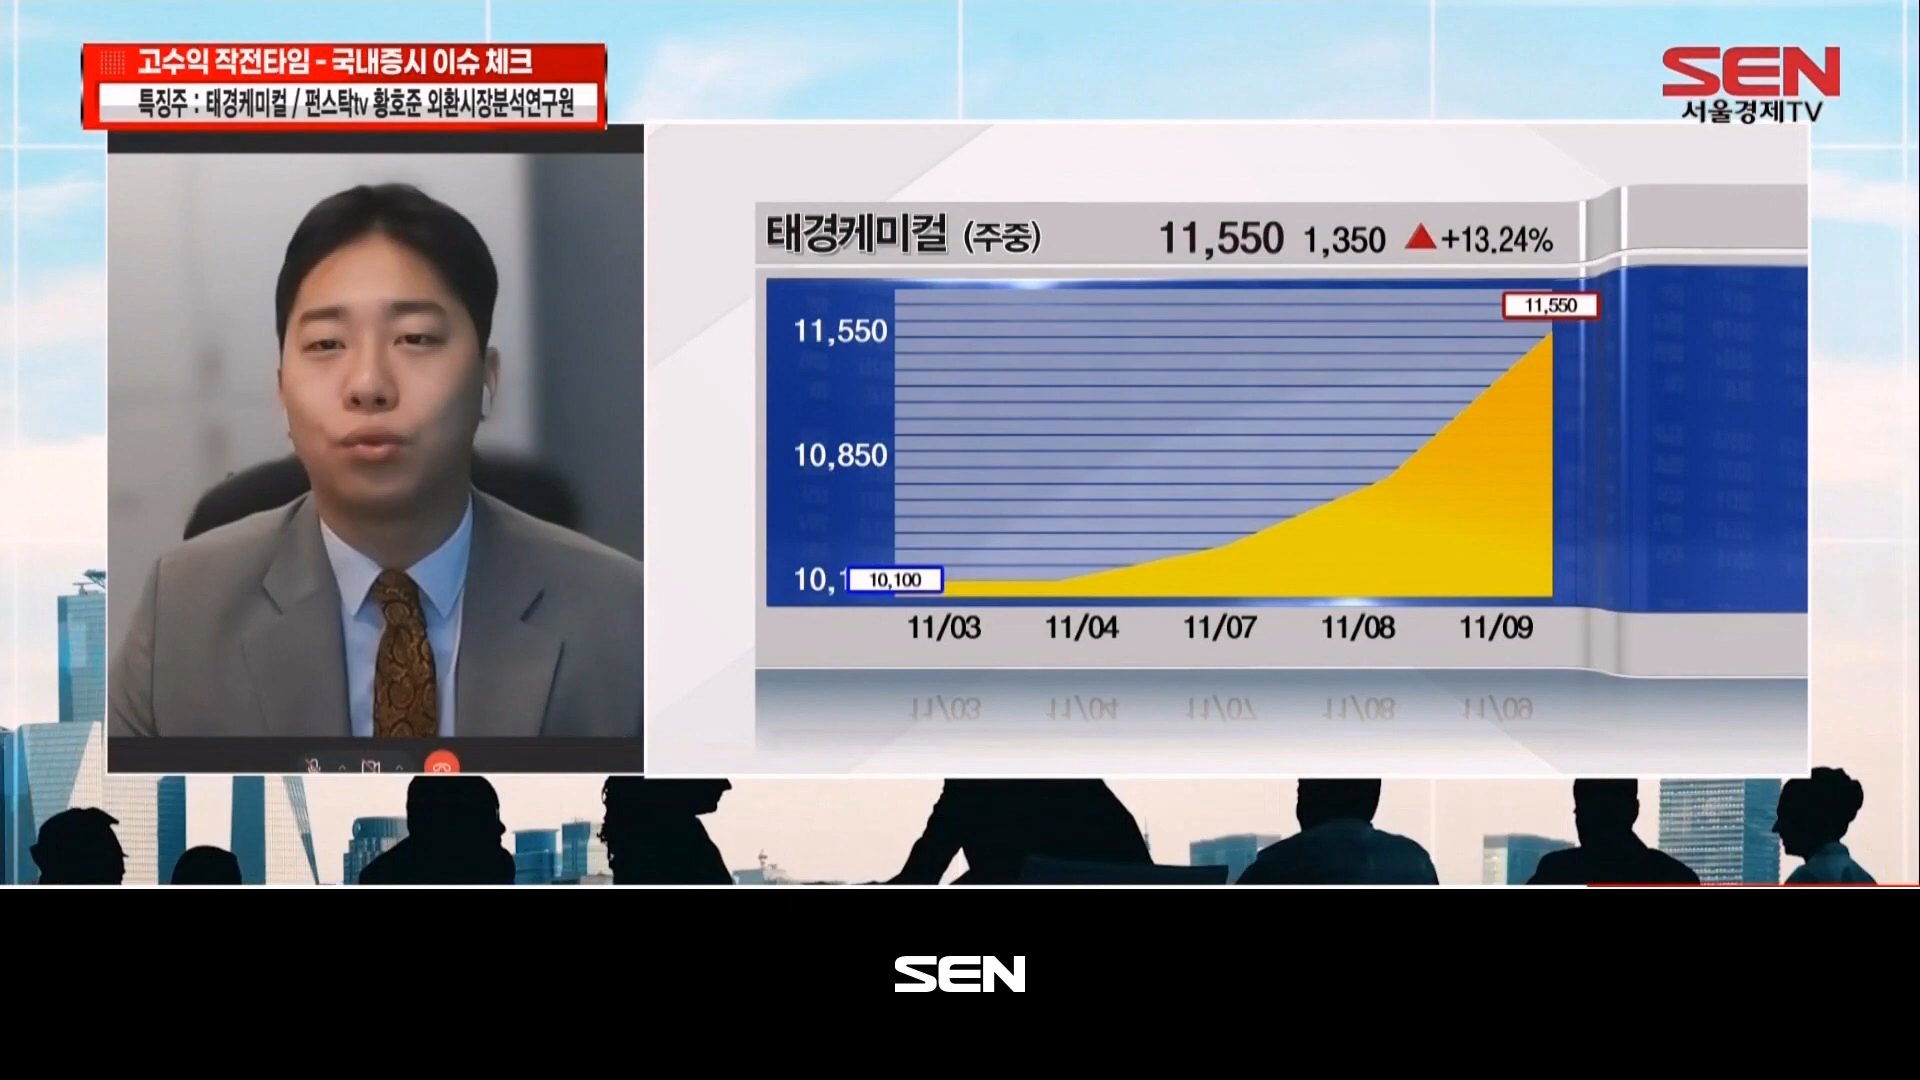 고수익 작전타임 - 국내증시 이슈 체크
특징주 : 태경케미컬 / 펀스탁tv 황호준 외환시장분석연구원
SEN
서울경제TV
태경케미컬 (주중) 11,550 1,350 ▲+13.24%
11,550
11,550
10,850
10,1
10,100
11/03 11/04 11/07 11/08 11/09
SEN